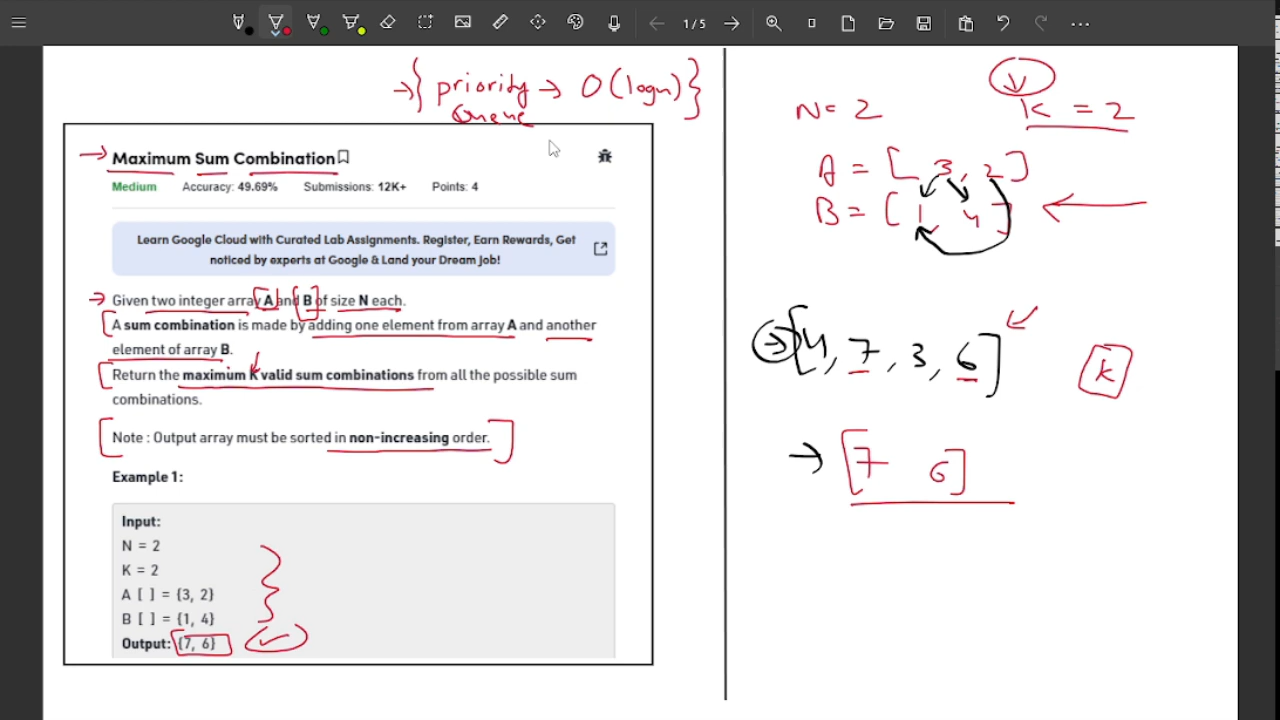 1/5
→ { priority → O(logn) }
Queue
→ Maximum Sum Combination
Medium Accuracy: 49.69% Submissions: 12K+ Points: 4
Learn Google Cloud with Curated Lab Assignments. Register, Earn Rewards, Get
noticed by experts at Google & Land your Dream Job!
→ Given two integer array A and B of size N each.
A sum combination is made by adding one element from array A and another
element of array B.
Return the maximum K valid sum combinations from all the possible sum
combinations.
Note : Output array must be sorted in non-increasing order.
Example 1:
Input:
N = 2
K = 2
A [ ] = {3, 2}
B [ ] = {1, 4}
Output: {7, 6}
N = 2 K = 2
A = [ 3, 2 ]
B = [ 1, 4 ]
→ [4, 7, 3, 6]
k
→ [7 6]